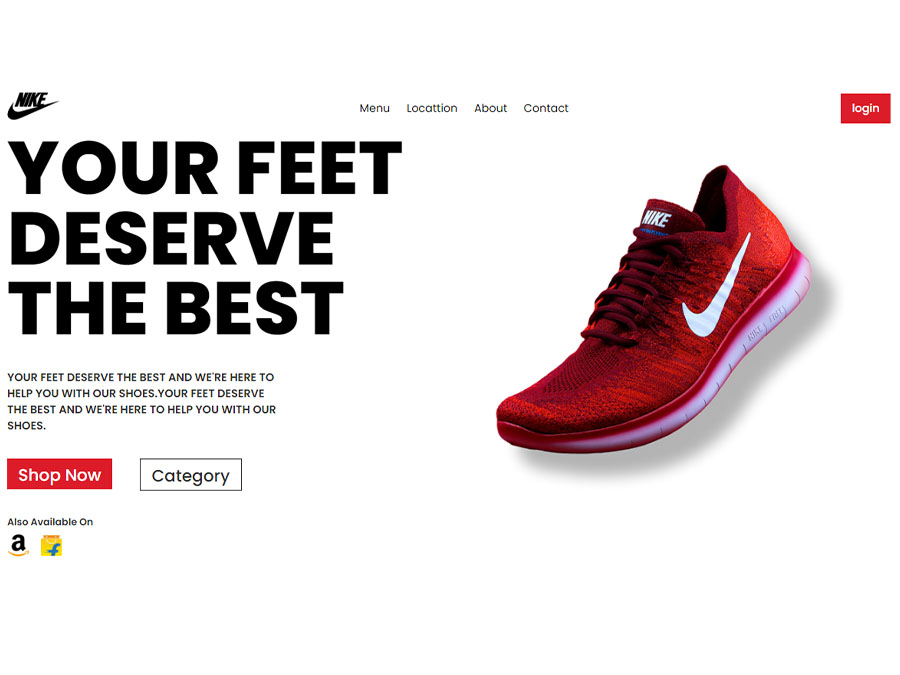 NIKE
Menu Locattion About Contact
login
YOUR FEET
DESERVE
THE BEST
NIKE
NIKE FREE
YOUR FEET DESERVE THE BEST AND WE'RE HERE TO
HELP YOU WITH OUR SHOES.YOUR FEET DESERVE
THE BEST AND WE'RE HERE TO HELP YOU WITH OUR
SHOES.
Shop Now Category
Also Available On
a f